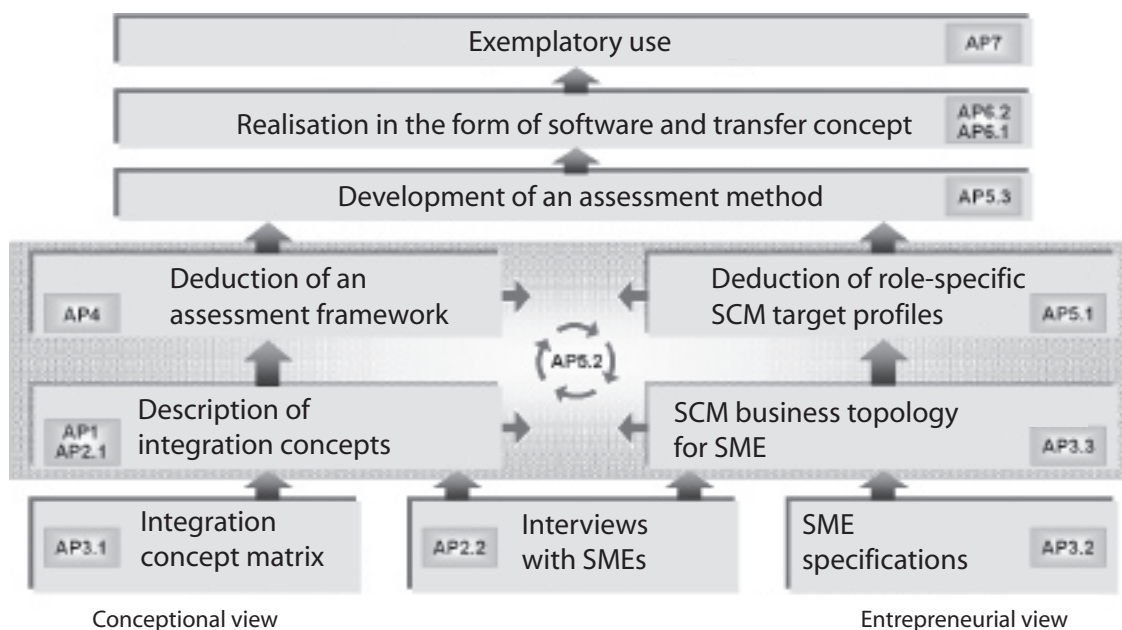 Exemplatory use
AP7
Realisation in the form of software and transfer concept
AP6.2
AP6.1
Development of an assessment method
AP5.3
Deduction of an
assessment framework
AP4
Deduction of role-specific
SCM target profiles
AP5.1
AP5.2
Description of
integration concepts
AP1
AP2.1
SCM business topology
for SME
AP3.3
Integration
concept matrix
AP3.1
Interviews
with SMEs
AP2.2
SME
specifications
AP3.2
Conceptional view
Entrepreneurial view